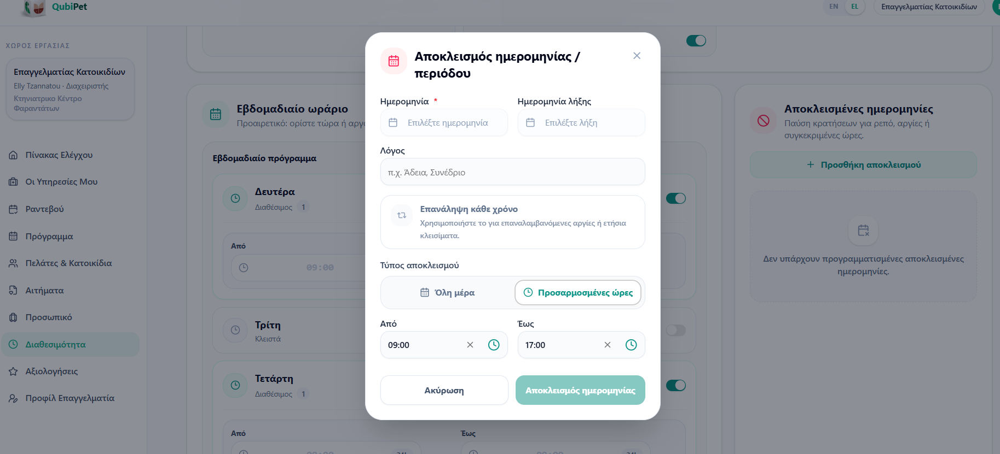 QubiPet
EN EL Επαγγελματίας Κατοικιδίων
ΧΩΡΟΣ ΕΡΓΑΣΙΑΣ
Επαγγελματίας Κατοικιδίων
Elly Tzannatou · Διαχειριστής
Κτηνιατρικο Κέντρο
Φαραντάτων
Πίνακας Ελέγχου
Οι Υπηρεσίες Μου
Ραντεβού
Πρόγραμμα
Πελάτες & Κατοικίδια
Αιτήματα
Προσωπικό
Διαθεσιμότητα
Αξιολογήσεις
Προφίλ Επαγγελματία
Εβδομαδιαίο ωράριο
Προαιρετικό: ορίστε τώρα ή
Εβδομαδιαίο πρόγραμμα
Δευτέρα
Διαθέσιμος 1
Από
09:00
Τρίτη
Κλειστά
Τετάρτη
Διαθέσιμος 1
Από
Έως
Αποκλεισμός ημερομηνίας /
περιόδου
Ημερομηνία *
Επιλέξτε ημερομηνία
Ημερομηνία λήξης
Επιλέξτε λήξη
Λόγος
π.χ. Άδεια, Συνέδριο
Επανάληψη κάθε χρόνο
Χρησιμοποιήστε το για επαναλαμβανόμενες αργίες ή ετήσια
κλεισίματα.
Τύπος αποκλεισμού
Όλη μέρα
Προσαρμοσμένες ώρες
Από
09:00
Έως
17:00
Ακύρωση
Αποκλεισμός ημερομηνίας
Αποκλεισμένες ημερομηνίες
Παύση κρατήσεων για ρεπό, αργίες ή
συγκεκριμένες ώρες.
+ Προσθήκη αποκλεισμού
Δεν υπάρχουν προγραμματισμένες αποκλεισμένες
ημερομηνίες.